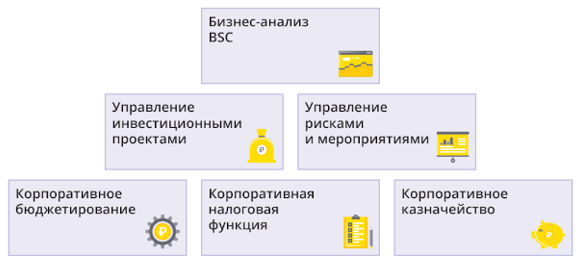 Бизнес-анализ
BSC
Управление
инвестиционными
проектами
Управление
рисками
и мероприятиями
Корпоративное
бюджетирование
Корпоративная
налоговая
функция
Корпоративное
казначейство